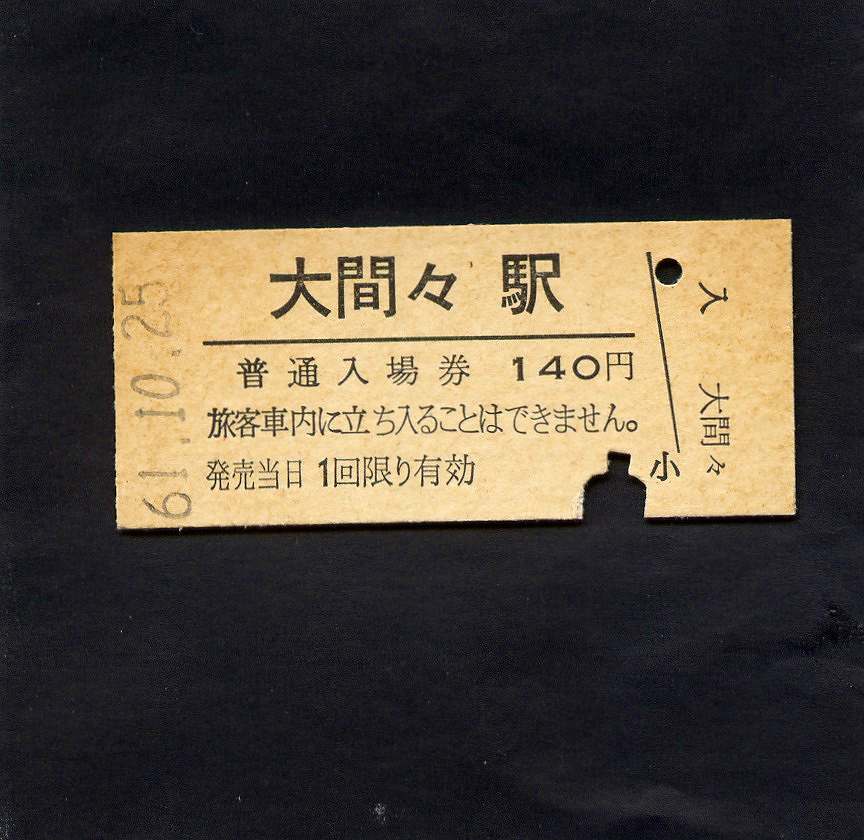 大間々 駅
普通入場券 140円
旅客車内に立ち入ることはできません。
発売当日 1回限り有効
小
入 大間々
61.10.25